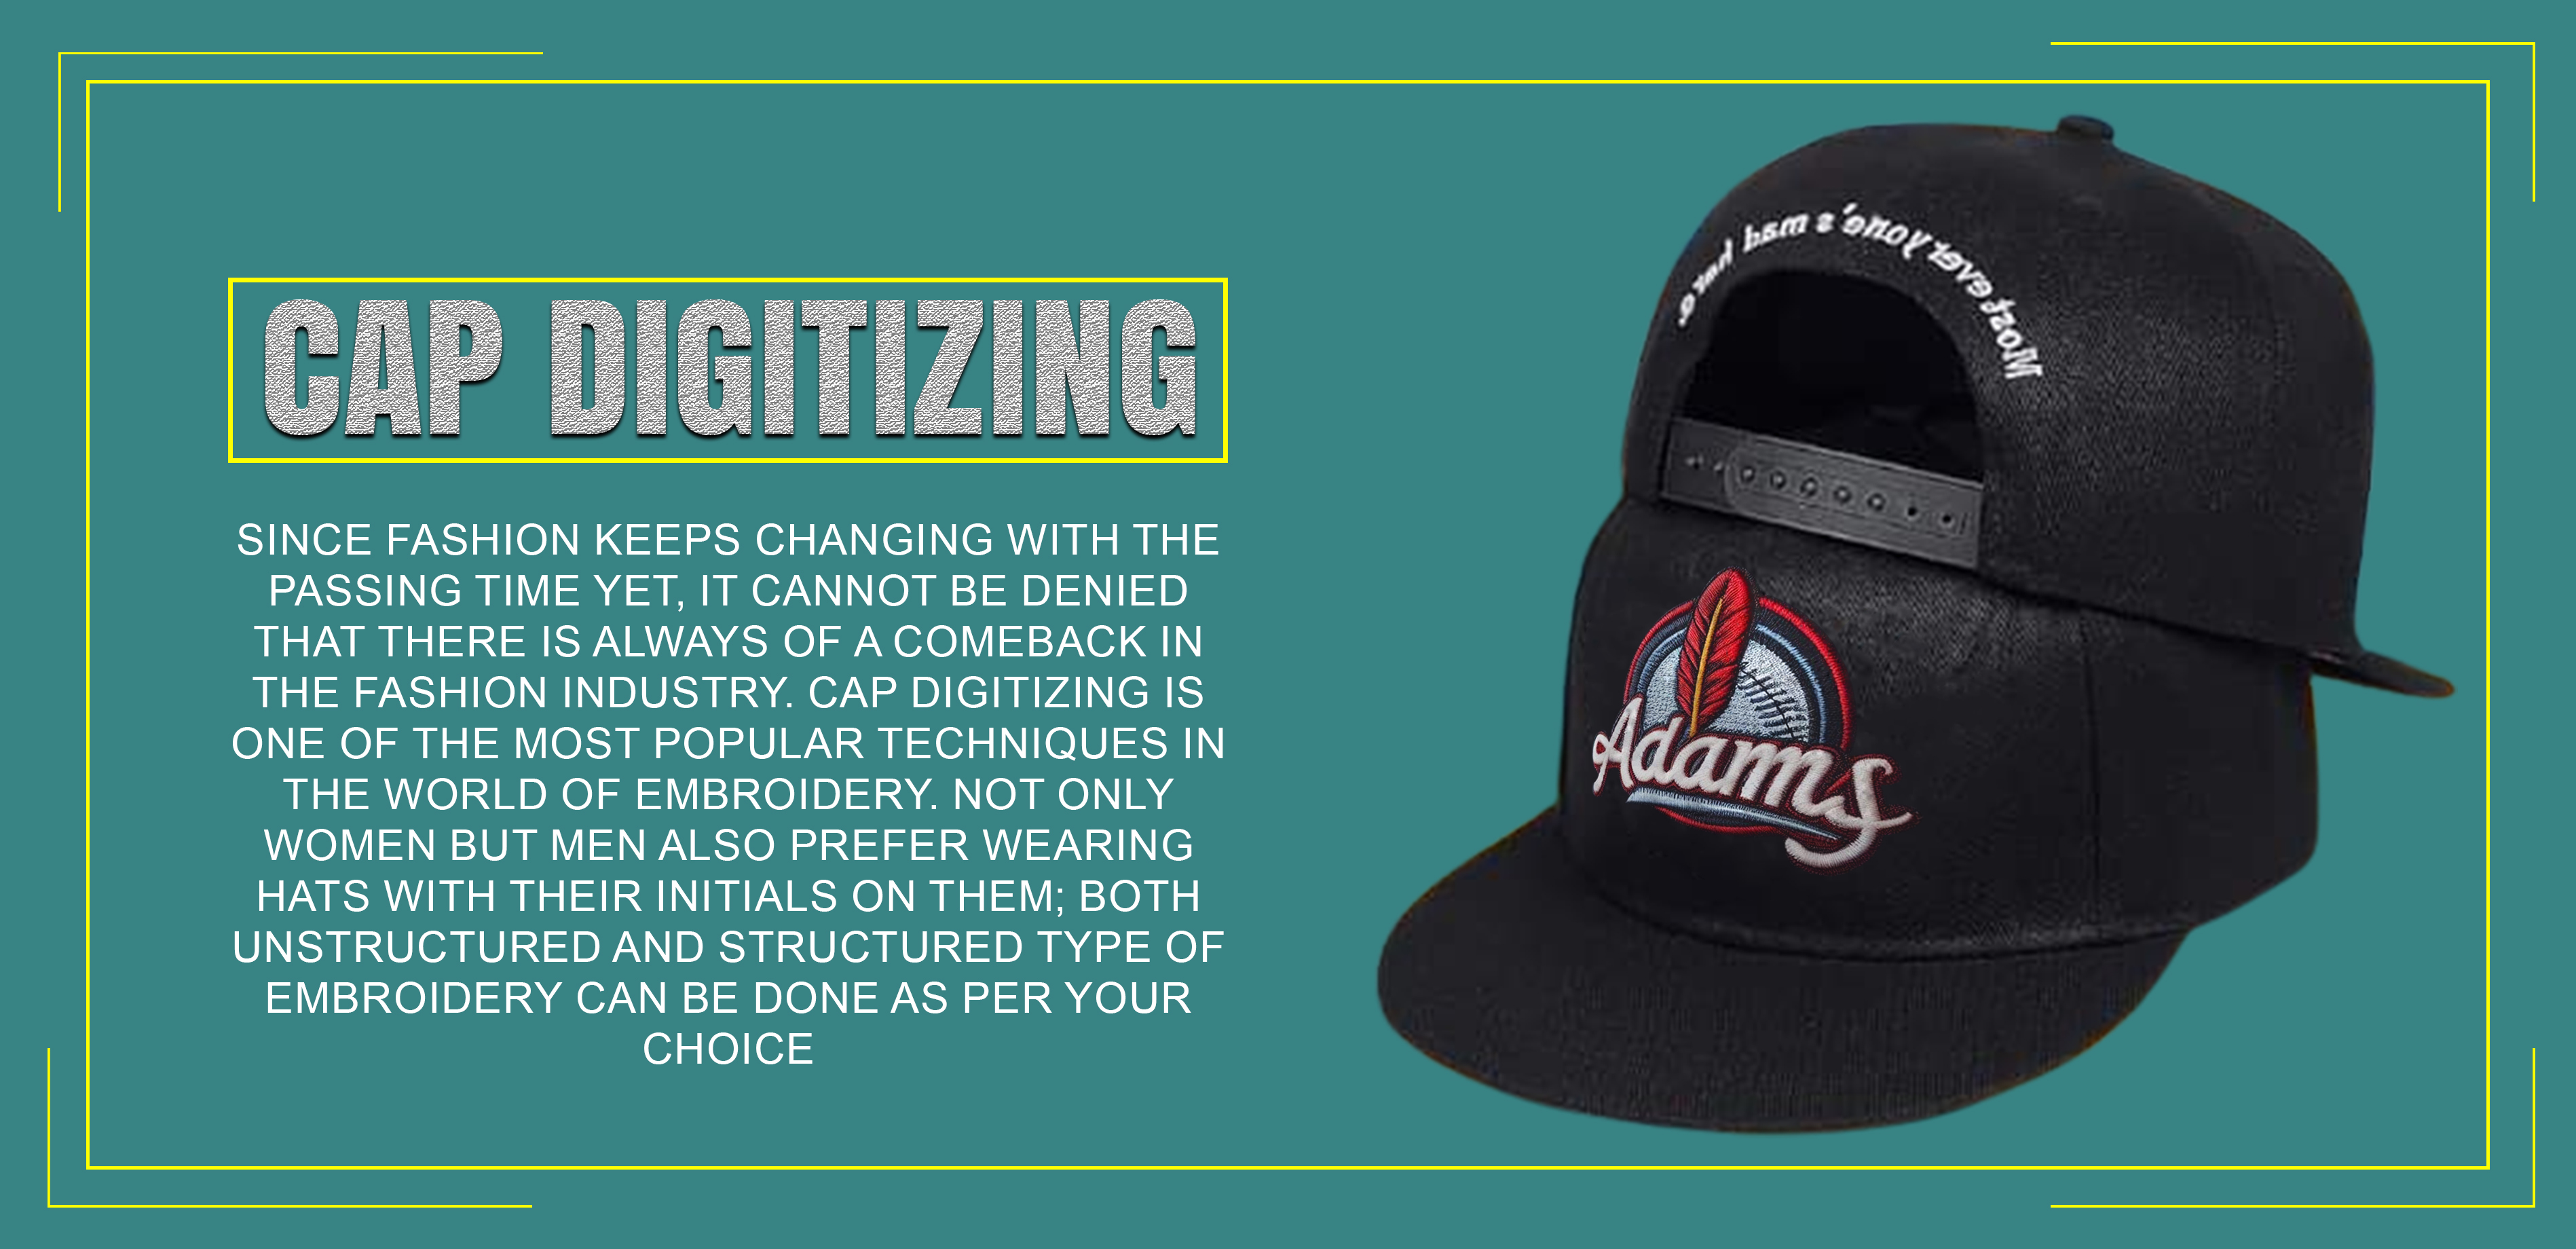 CAP DIGITIZING
SINCE FASHION KEEPS CHANGING WITH THE
PASSING TIME YET, IT CANNOT BE DENIED
THAT THERE IS ALWAYS OF A COMEBACK IN
THE FASHION INDUSTRY. CAP DIGITIZING IS
ONE OF THE MOST POPULAR TECHNIQUES IN
THE WORLD OF EMBROIDERY. NOT ONLY
WOMEN BUT MEN ALSO PREFER WEARING
HATS WITH THEIR INITIALS ON THEM; BOTH
UNSTRUCTURED AND STRUCTURED TYPE OF
EMBROIDERY CAN BE DONE AS PER YOUR
CHOICE
Adams